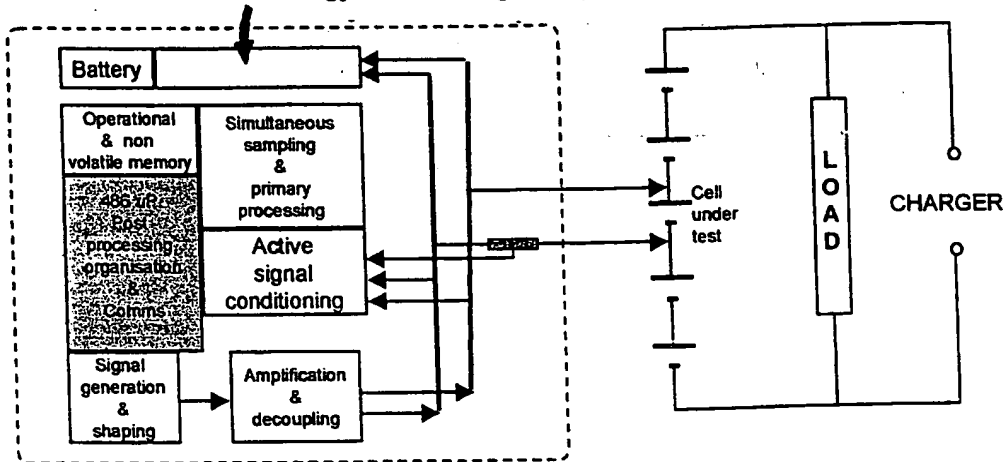 Battery
Operational
& non
volatile memory
Simultaneous
sampling
&
primary
processing
486 uP
Post
processing,
organisation
&
Comms
Active
signal
conditioning
Signal
generation
&
shaping
Amplification
&
decoupling
Cell
under
test
LOAD
CHARGER